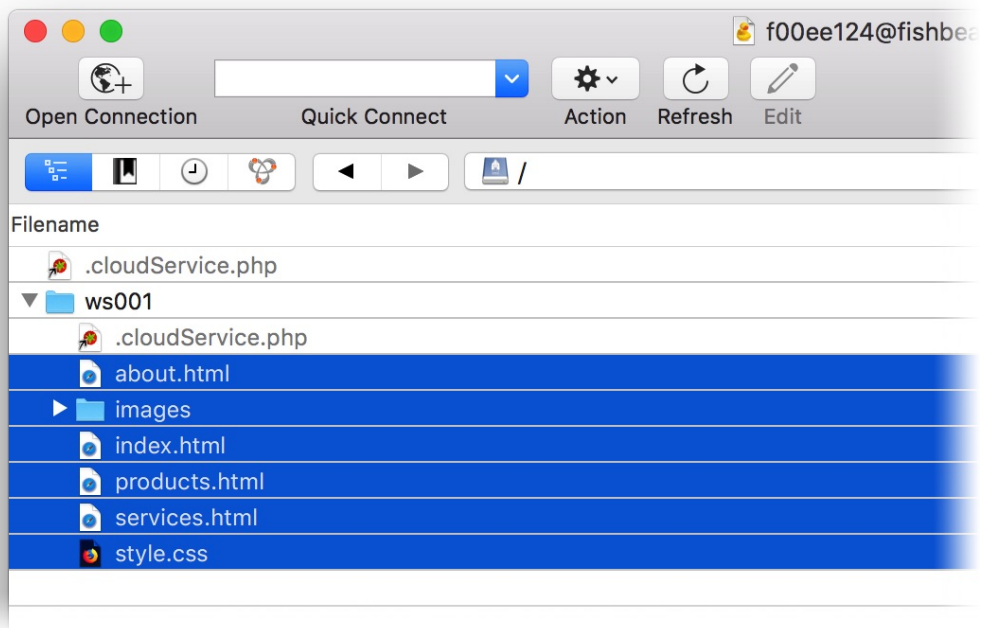 f00ee124@fishbea
Open Connection Quick Connect Action Refresh Edit
/
Filename
.cloudService.php
ws001
.cloudService.php
about.html
images
index.html
products.html
services.html
style.css